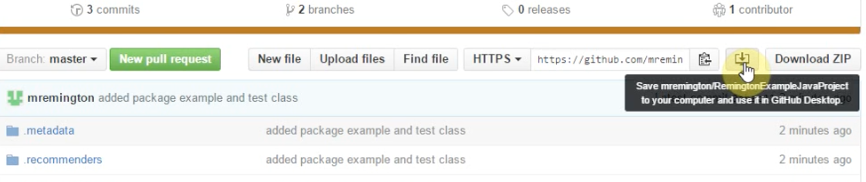 3 commits 2 branches 0 releases 1 contributor
Branch: master New pull request New file Upload files Find file HTTPS https://github.com/mremin Download ZIP
mremington added package example and test class
Save mremington/RemingtonExampleJavaProject
to your computer and use it in GitHub Desktop.
.metadata added package example and test class 2 minutes ago
.recommenders added package example and test class 2 minutes ago